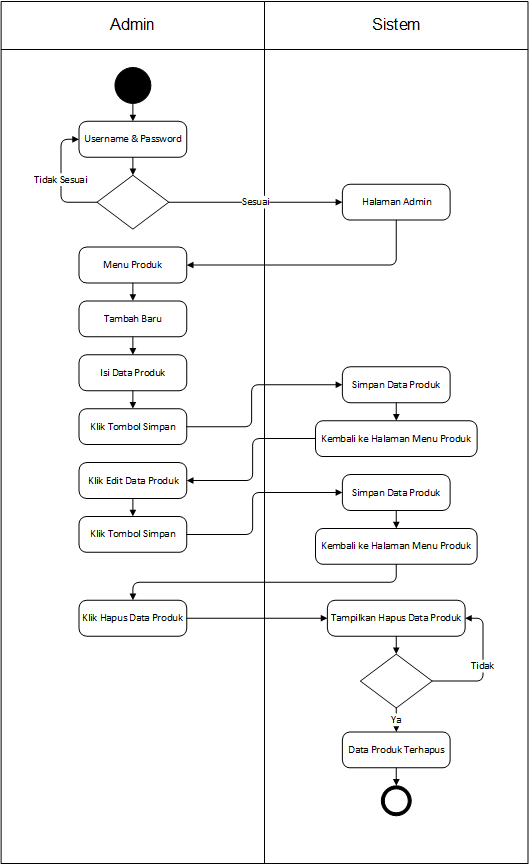 Admin
Sistem
Username & Password
Tidak Sesuai
Sesuai
Halaman Admin
Menu Produk
Tambah Baru
Isi Data Produk
Simpan Data Produk
Klik Tombol Simpan
Kembali ke Halaman Menu Produk
Klik Edit Data Produk
Simpan Data Produk
Klik Tombol Simpan
Kembali ke Halaman Menu Produk
Klik Hapus Data Produk
Tampilkan Hapus Data Produk
Tidak
Ya
Data Produk Terhapus